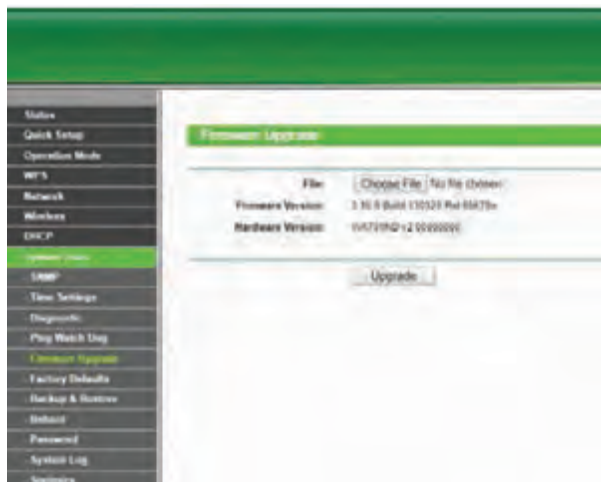 Status
Quick Setup
Operation Mode
WPS
Network
Wireless
DHCP
System Tools
SNMP
Time Settings
Diagnostic
Ping Watch Dog
Firmware Upgrade
Factory Defaults
Backup & Restore
Reboot
Password
System Log
Statistics
Firmware Upgrade
File: Choose File No file chosen
Firmware Version:
Hardware Version:
Upgrade